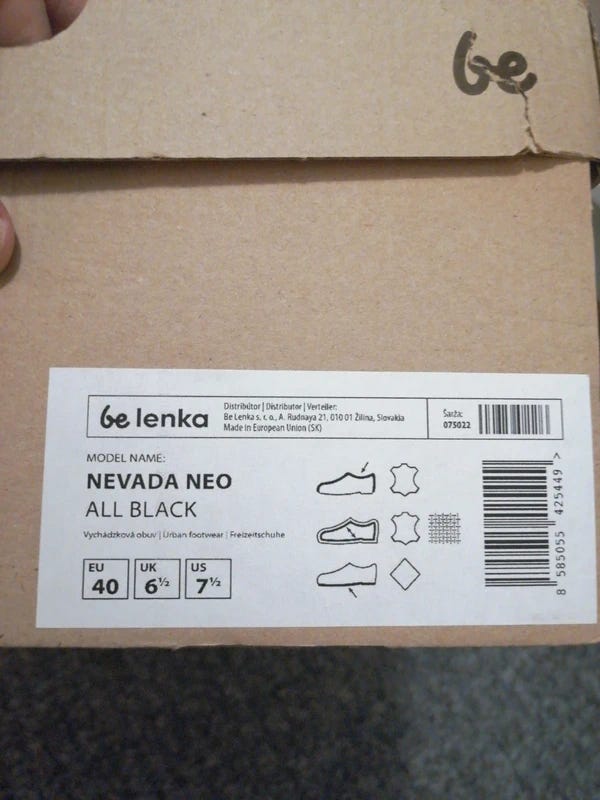 be
be lenka
Distribútor | Distributor | Verteiler:
Be Lenka s. r. o., A. Rudnaya 21, 010 01 Žilina, Slovakia
Made in European Union (SK)
Šarža:
075022
MODEL NAME:
NEVADA NEO
ALL BLACK
Vychádzková obuv | Urban footwear | Freizeitschuhe
EU
40
UK
6½
US
7½
8 585055 425449 >